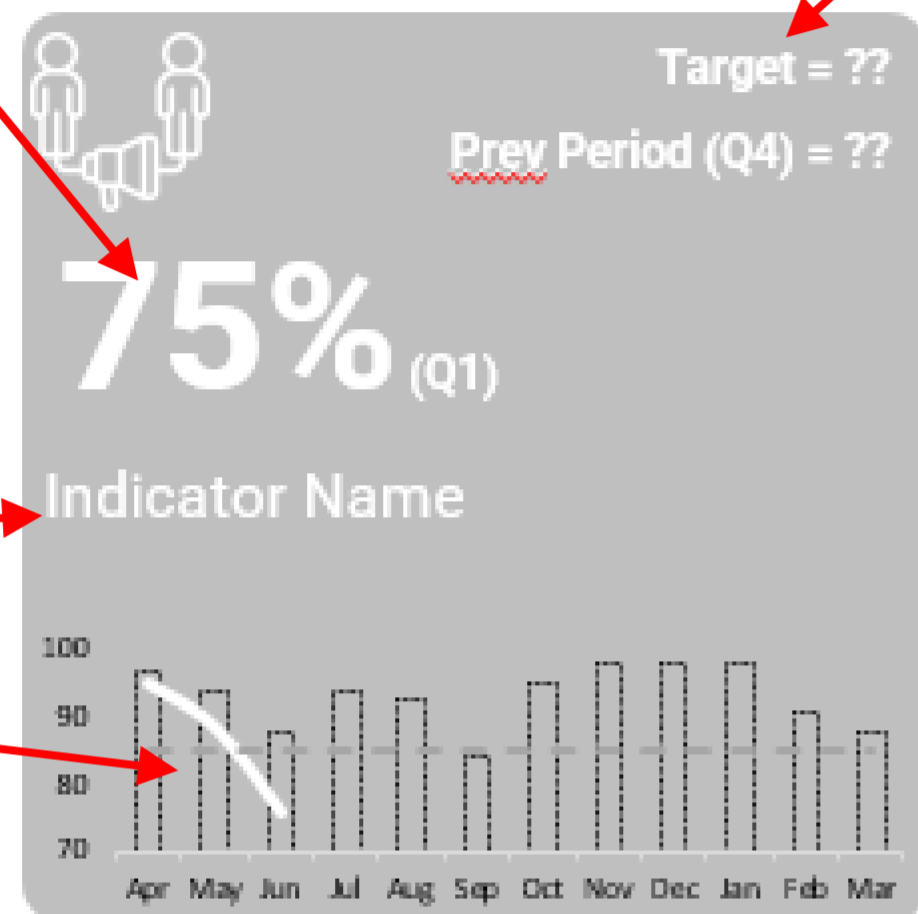 Target = ??
Prev Period (Q4) = ??
75% (Q1)
Indicator Name
100
90
80
70
Apr May Jun Jul Aug Sep Oct Nov Dec Jan Feb Mar